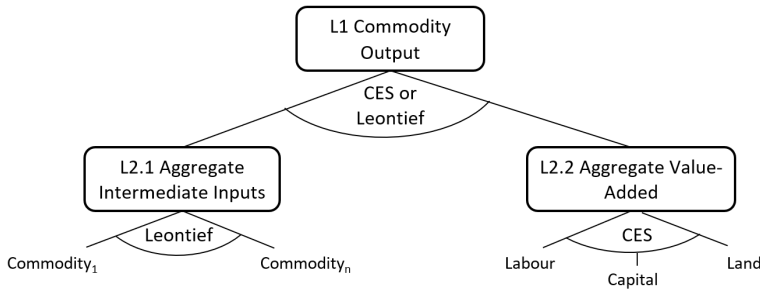 L1 Commodity
Output
CES or
Leontief
L2.1 Aggregate
Intermediate Inputs
L2.2 Aggregate Value-
Added
Leontief
CES
Commodity₁
Commodityₙ
Labour
Capital
Land